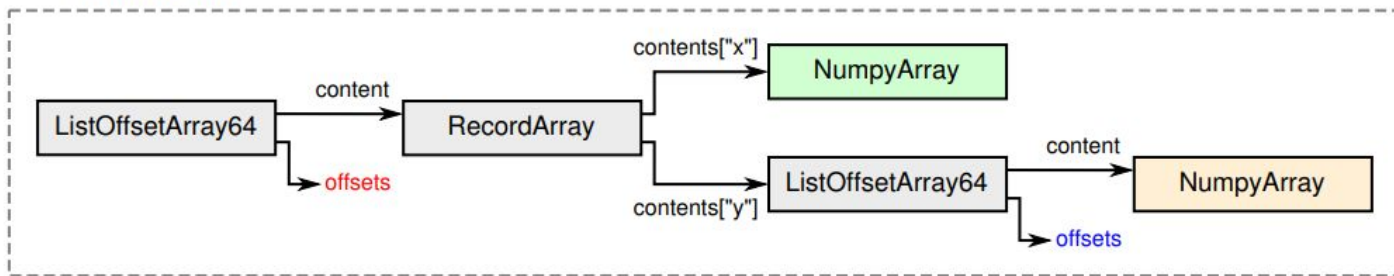 contents["x"]
NumpyArray
content
ListOffsetArray64
RecordArray
content
offsets
ListOffsetArray64
NumpyArray
contents["y"]
offsets